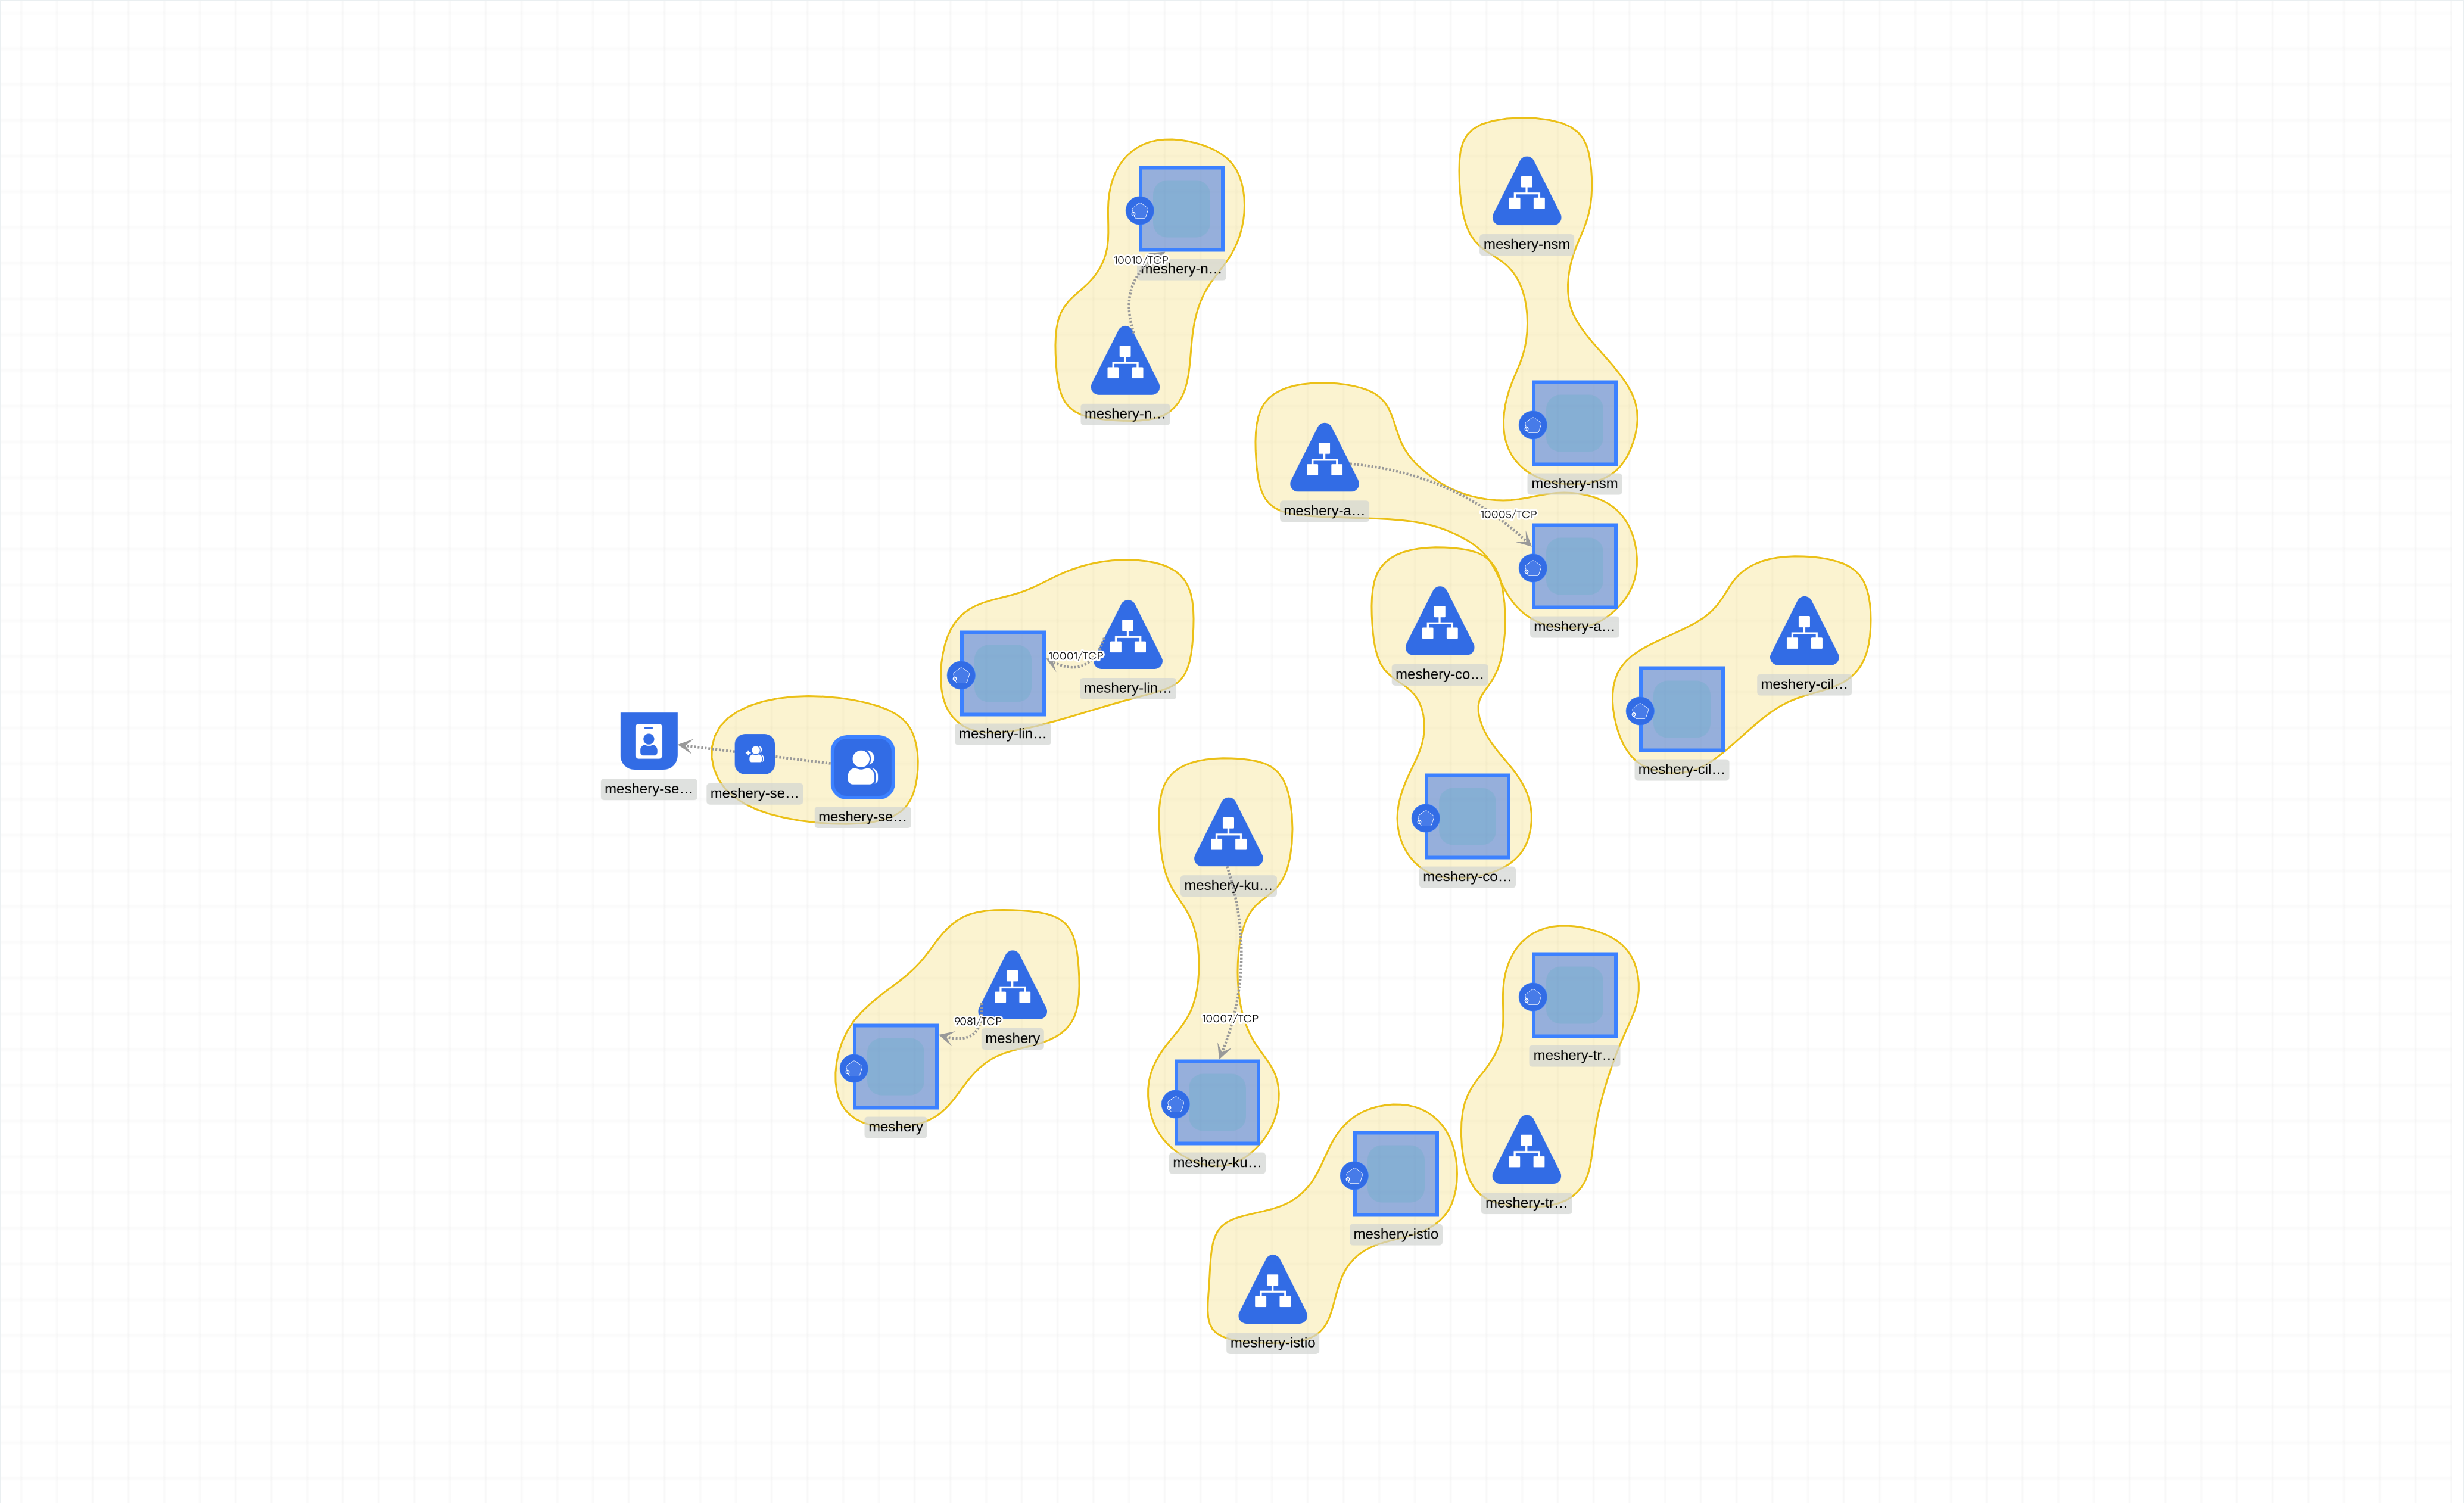 meshery-nsm
10010/TCP
meshery-n…
meshery-n…
meshery-nsm
meshery-a…
10005/TCP
meshery-a…
10001/TCP
meshery-lin…
meshery-lin…
meshery-co…
meshery-cil…
meshery-cil…
meshery-se…
meshery-se…
meshery-se…
meshery-ku…
meshery-co…
9081/TCP
meshery
meshery
10007/TCP
meshery-ku…
meshery-tr…
meshery-tr…
meshery-istio
meshery-istio